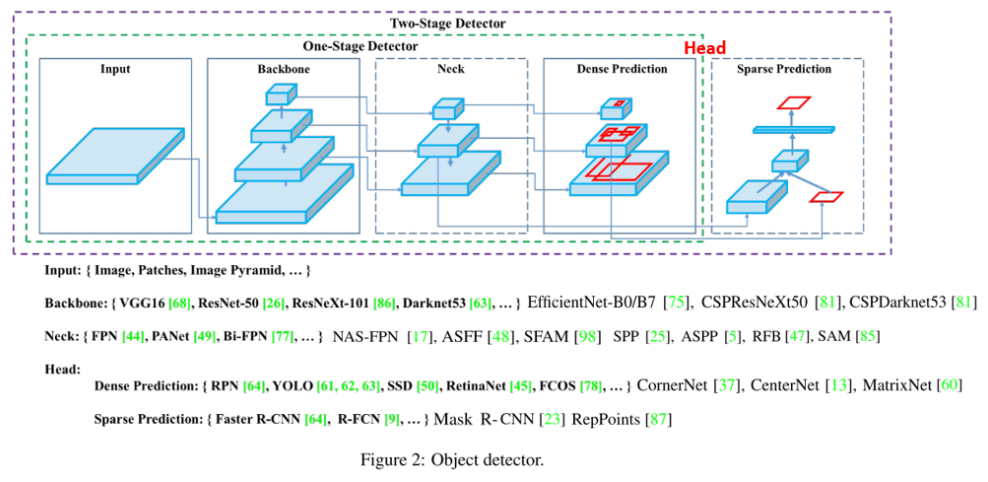 Two-Stage Detector
One-Stage Detector
Head
Input
Backbone
Neck
Dense Prediction
Sparse Prediction
Input: { Image, Patches, Image Pyramid, … }
Backbone: { VGG16 [68], ResNet-50 [26], ResNeXt-101 [86], Darknet53 [63], … } EfficientNet-B0/B7 [75], CSPResNeXt50 [81], CSPDarknet53 [81]
Neck: { FPN [44], PANet [49], Bi-FPN [77], … } NAS-FPN [17], ASFF [48], SFAM [98] SPP [25], ASPP [5], RFB [47], SAM [85]
Head:
Dense Prediction: { RPN [64], YOLO [61, 62, 63], SSD [50], RetinaNet [45], FCOS [78], … } CornerNet [37], CenterNet [13], MatrixNet [60]
Sparse Prediction: { Faster R-CNN [64], R-FCN [9], … } Mask R-CNN [23] RepPoints [87]
Figure 2: Object detector.